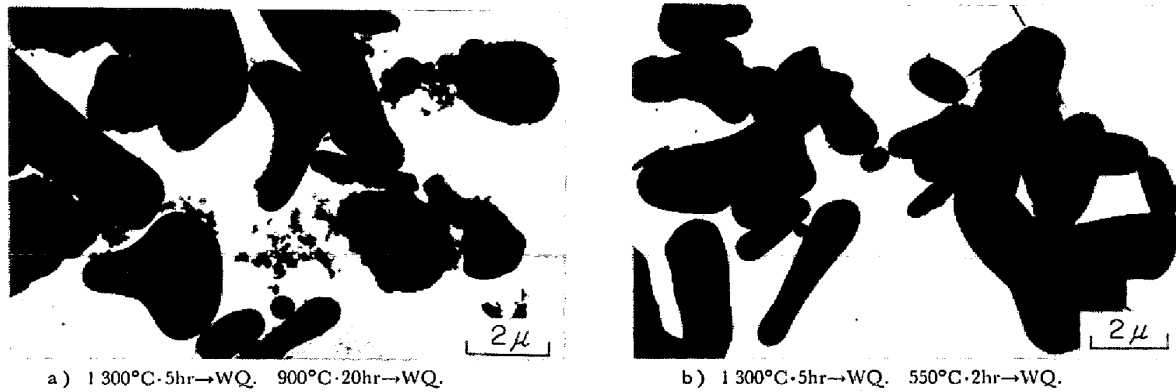 2μ
2μ
a) 1 300°C·5hr→WQ. 900°C·20hr→WQ.
b) 1 300°C·5hr→WQ. 550°C·2hr→WQ.